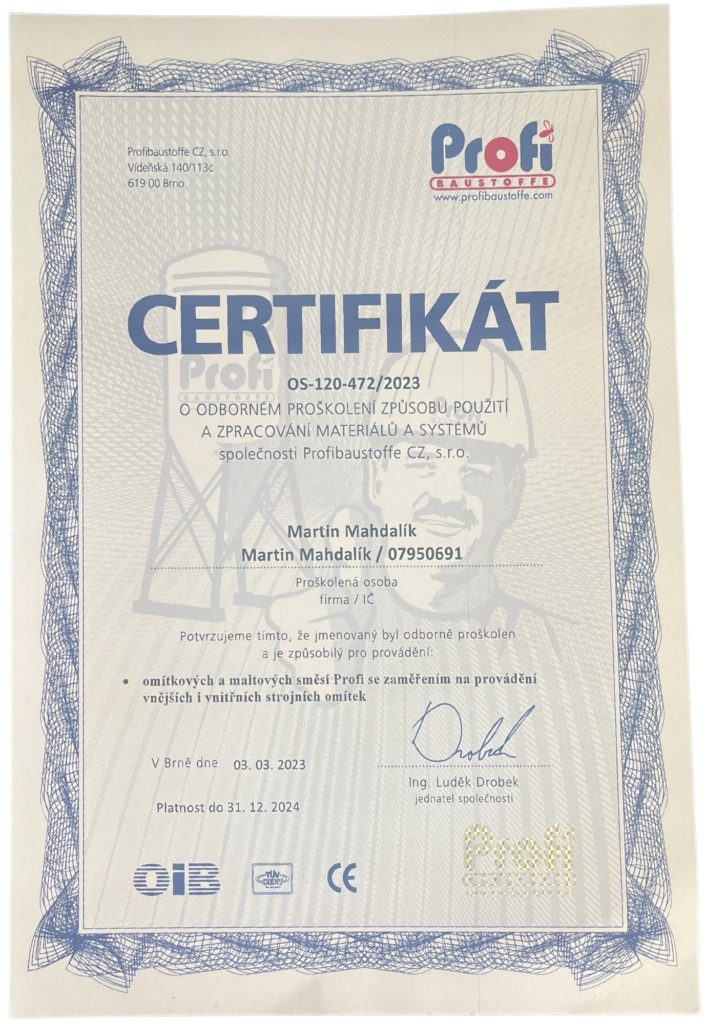 Profibaustoffe CZ, s.r.o.
Vídeňská 140/113c
619 00 Brno
Profi
BAUSTOFFE
www.profibaustoffe.com
CERTIFIKÁT
Profi
OS-120-472/2023
O ODBORNÉM PROŠKOLENÍ ZPŮSOBU POUŽITÍ
A ZPRACOVÁNÍ MATERIÁLŮ A SYSTÉMŮ
společnosti Profibaustoffe CZ, s.r.o.
Martin Mahdalík
Martin Mahdalík / 07950691
Proškolená osoba
firma / IČ
Potvrzujeme tímto, že jmenovaný byl odborně proškolen
a je způsobilý pro provádění:
• omítkových a maltových směsí Profi se zaměřením na provádění
vnějších i vnitřních strojních omítek
V Brně dne 03. 03. 2023
Drobek
Ing. Luděk Drobek
jednatel společnosti
Platnost do 31. 12. 2024
OIB
TÜV
CERT
CE
Profi